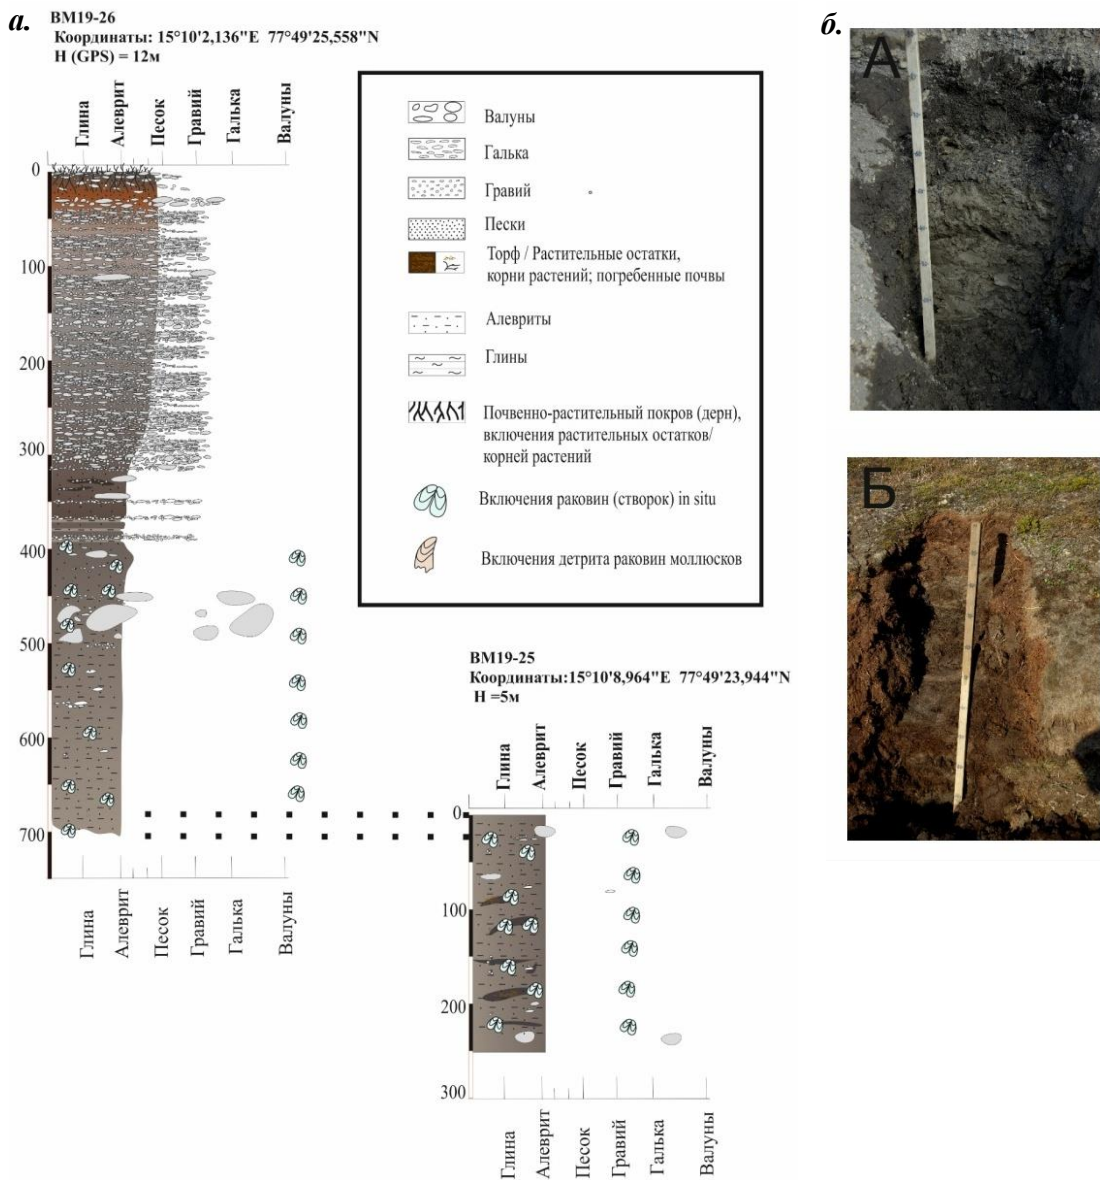 а.
ВМ19-26
Координаты: 15°10'2,136"E 77°49'25,558"N
Н (GPS) = 12м
Глина
Алеврит
Песок
Гравий
Галька
Валуны
0
100
200
300
400
500
600
700
Глина
Алеврит
Песок
Гравий
Галька
Валуны
Валуны
Галька
Гравий
Пески
Торф / Растительные остатки,
корни растений; погребенные почвы
Алевриты
Глины
Почвенно-растительный покров (дерн),
включения растительных остатков/
корней растений
Включения раковин (створок) in situ
Включения детрита раковин моллюсков
ВМ19-25
Координаты:15°10'8,964"E 77°49'23,944"N
Н =5м
Глина
Алеврит
Песок
Гравий
Галька
Валуны
0
100
200
300
Глина
Алеврит
Песок
Гравий
Галька
Валуны
б.
А
Б